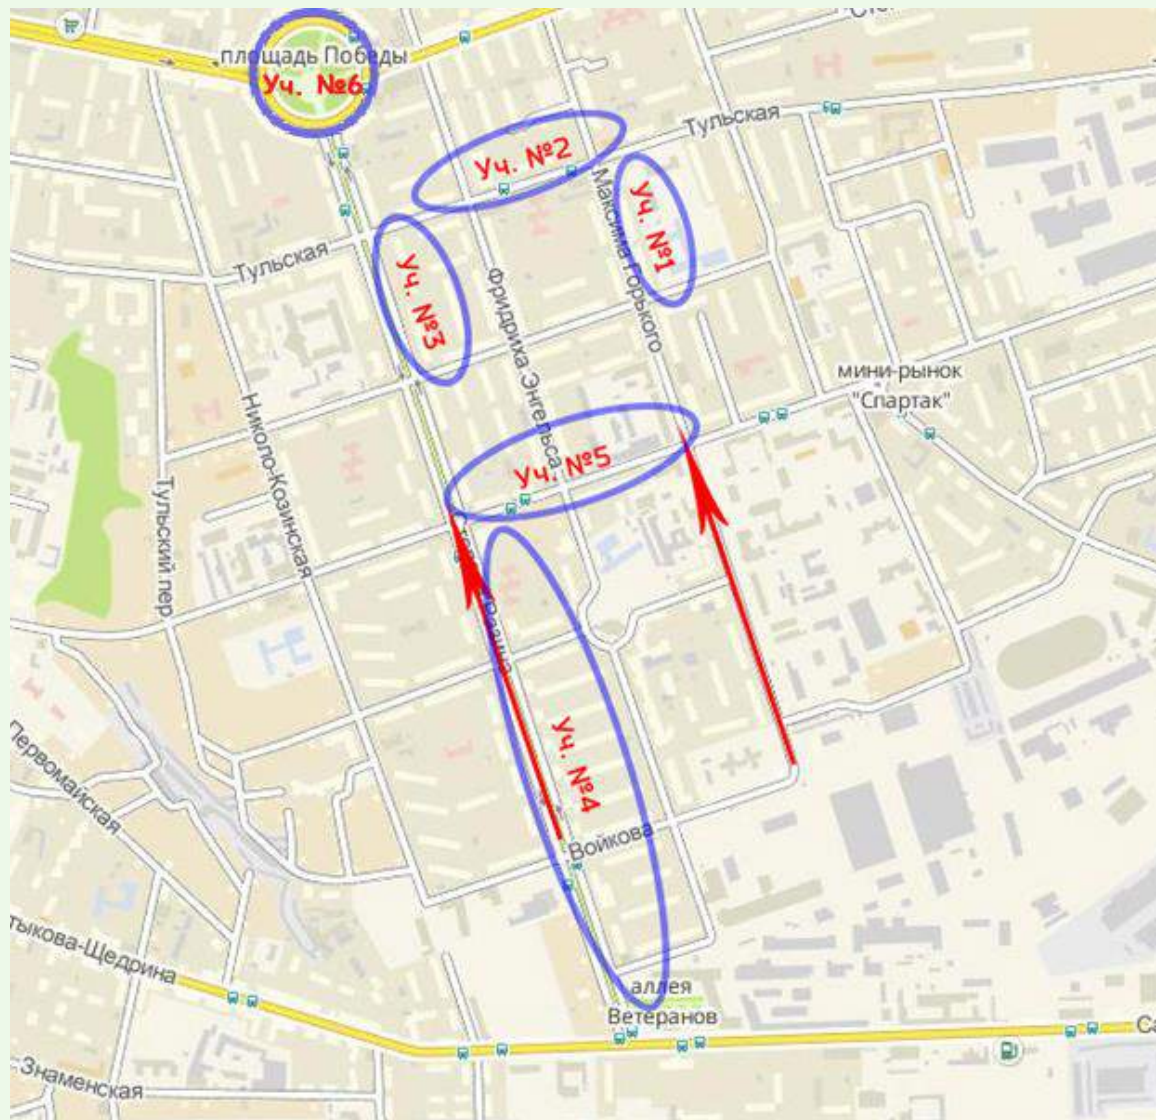 площадь Победы
Уч. №6
Тульская
Уч. №2
Максима Горького
Уч. №1
Тульская
Уч. №3
Фридриха Энгельса
мини-рынок
"Спартак"
Николо-Козинская
Уч. №5
Тульский пер
Уч. №4
Первомайская
Войкова
тыкова-Щедрина
аллея
Ветеранов
Са
Знаменская